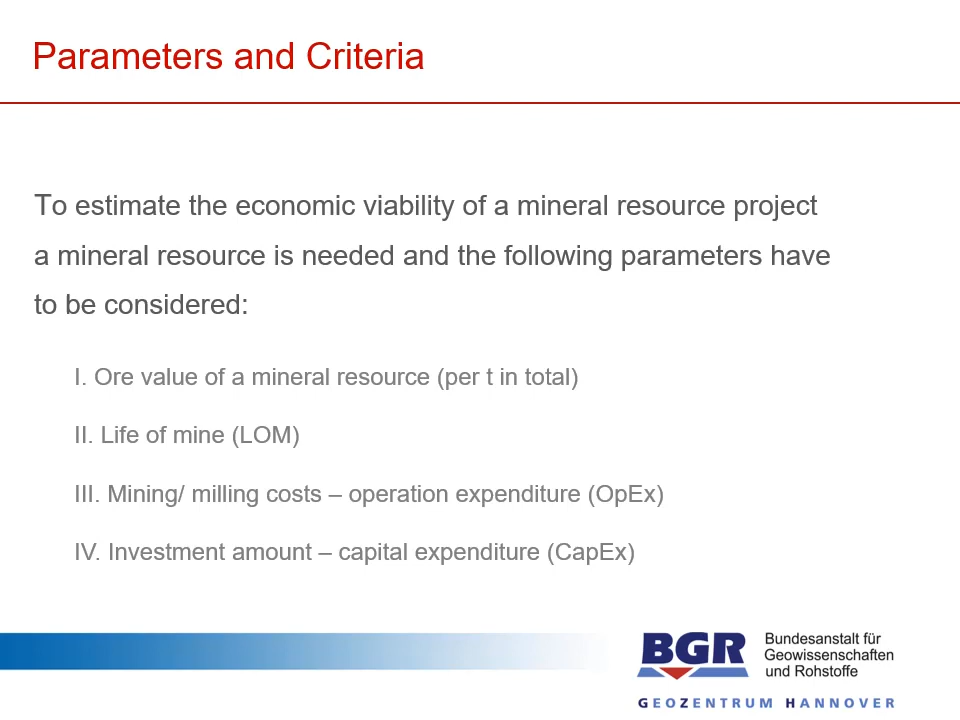 Parameters and Criteria
To estimate the economic viability of a mineral resource project
a mineral resource is needed and the following parameters have
to be considered:
I. Ore value of a mineral resource (per t in total)
II. Life of mine (LOM)
III. Mining/ milling costs – operation expenditure (OpEx)
IV. Investment amount – capital expenditure (CapEx)
BGR
Bundesanstalt für
Geowissenschaften
und Rohstoffe
GEOZENTRUM HANNOVER